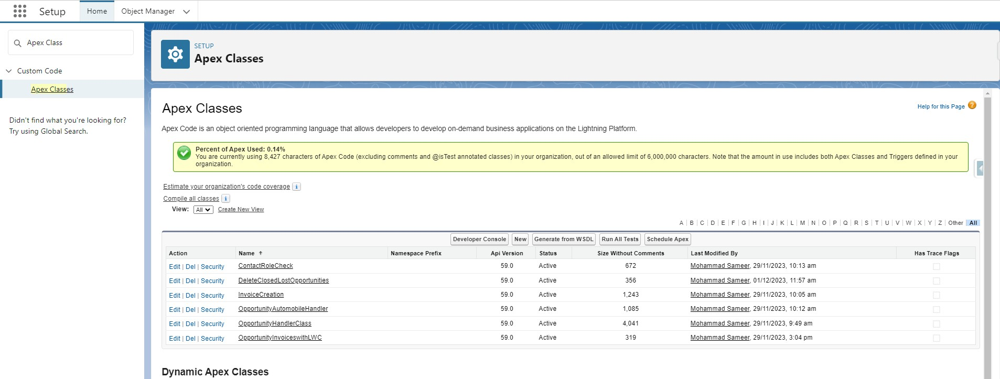 Setup Home Object Manager
Apex Class
Custom Code
Apex Classes
Didn't find what you're looking for?
Try using Global Search.
SETUP
Apex Classes
Apex Classes
Help for this Page ?
Apex Code is an object oriented programming language that allows developers to develop on-demand business applications on the Lightning Platform.
Percent of Apex Used: 0.14%
You are currently using 8,427 characters of Apex Code (excluding comments and @isTest annotated classes) in your organization, out of an allowed limit of 6,000,000 characters. Note that the amount in use includes both Apex Classes and Triggers defined in your
organization.
Estimate your organization's code coverage i
Compile all classes i
View: All Create New View
A | B | C | D | E | F | G | H | I | J | K | L | M | N | O | P | Q | R | S | T | U | V | W | X | Y | Z | Other | All
Developer Console New Generate from WSDL Run All Tests Schedule Apex
Action Name ↑ Namespace Prefix Api Version Status Size Without Comments Last Modified By Has Trace Flags
Edit | Del | Security ContactRoleCheck 59.0 Active 672 Mohammad Sameer, 29/11/2023, 10:13 am
Edit | Del | Security DeleteClosedLostOpportunities 59.0 Active 356 Mohammad Sameer, 01/12/2023, 11:57 am
Edit | Del | Security InvoiceCreation 59.0 Active 1,243 Mohammad Sameer, 29/11/2023, 10:05 am
Edit | Del | Security OpportunityAutomobileHandler 59.0 Active 1,085 Mohammad Sameer, 29/11/2023, 10:12 am
Edit | Del | Security OpportunityHandlerClass 59.0 Active 4,041 Mohammad Sameer, 29/11/2023, 9:49 am
Edit | Del | Security OpportunityInvoiceswithLWC 59.0 Active 319 Mohammad Sameer, 29/11/2023, 3:04 pm
Dynamic Apex Classes